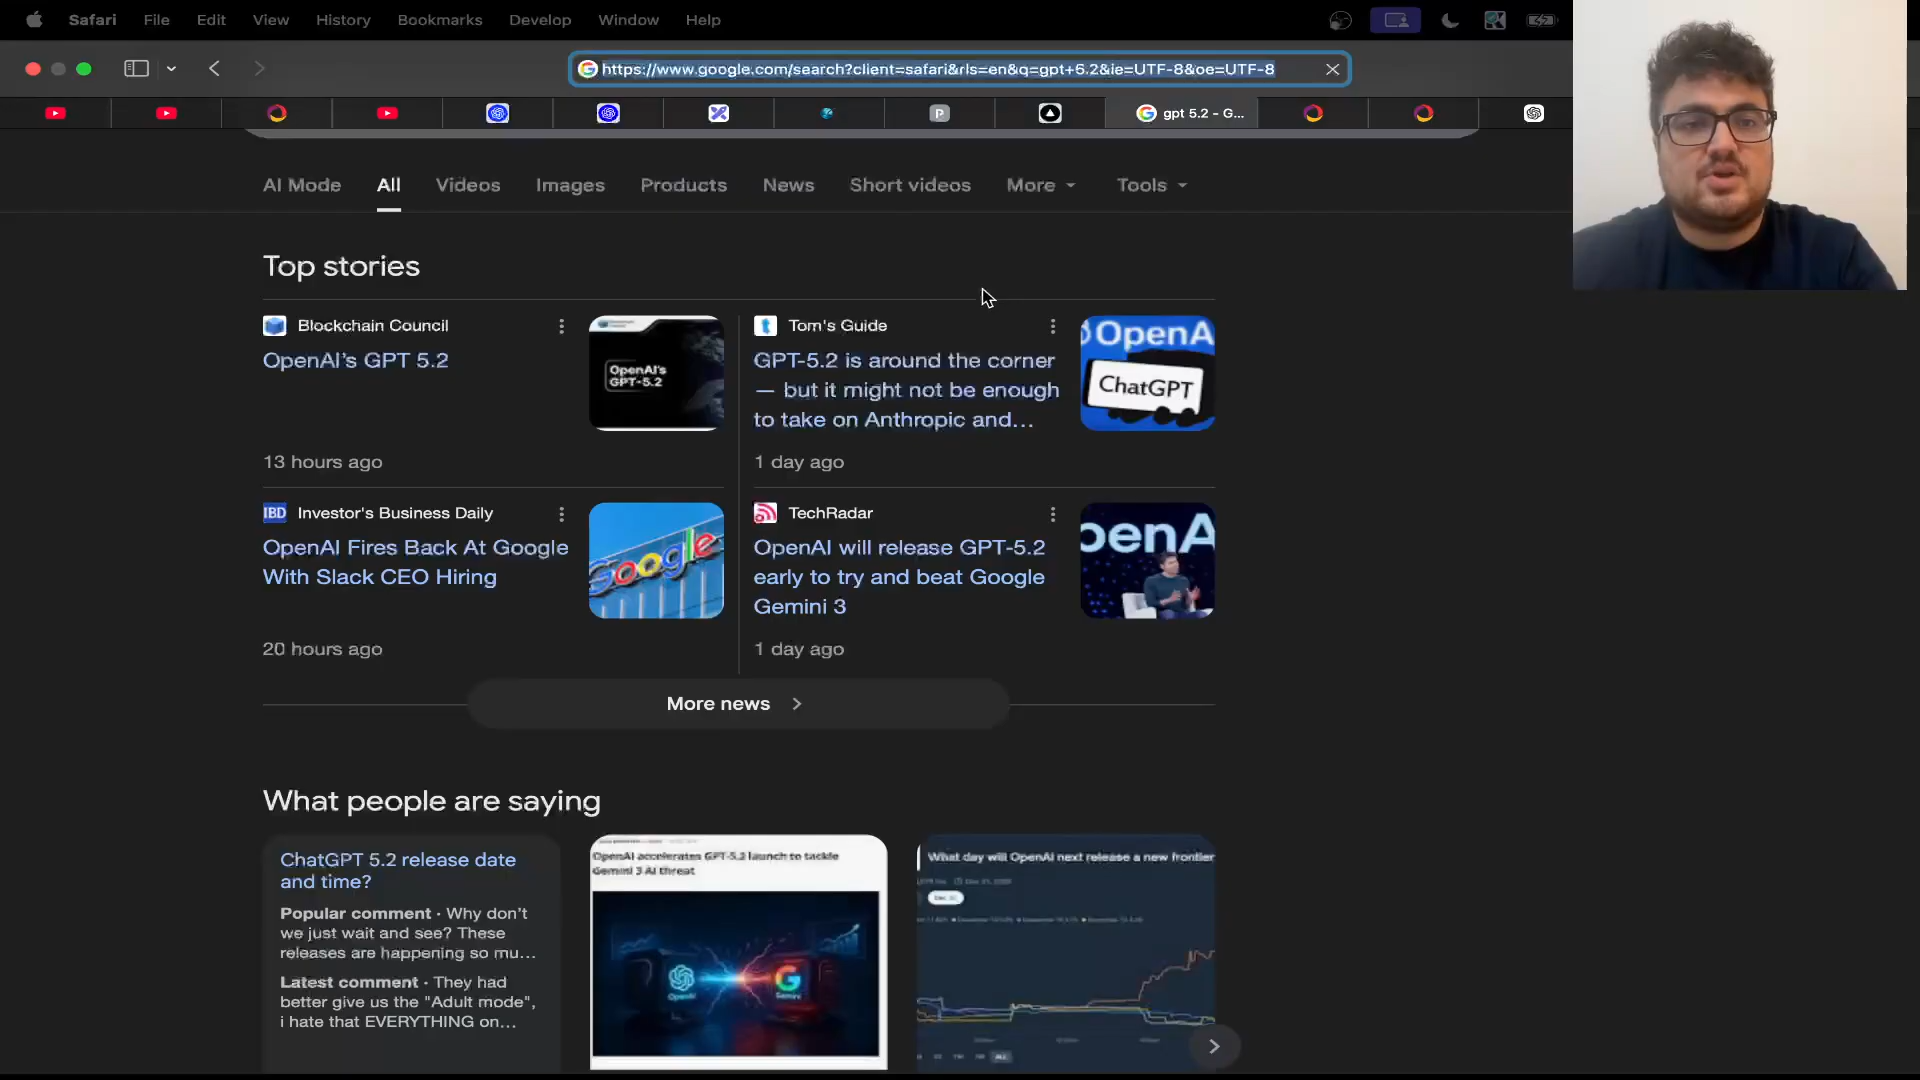 Safari File Edit View History Bookmarks Develop Window Help
https://www.google.com/search?client=safari&rls=en&q=gpt+5.2&ie=UTF-8&oe=UTF-8
P
gpt 5.2 - G...
AI Mode All Videos Images Products News Short videos More Tools
Top stories
Blockchain Council
OpenAI's GPT 5.2
OpenAI's
GPT-5.2
13 hours ago
Tom's Guide
GPT-5.2 is around the corner
— but it might not be enough
to take on Anthropic and...
OpenA
ChatGPT
1 day ago
IBD Investor's Business Daily
OpenAI Fires Back At Google
With Slack CEO Hiring
Google
20 hours ago
TechRadar
OpenAI will release GPT-5.2
early to try and beat Google
Gemini 3
penA
1 day ago
More news
What people are saying
ChatGPT 5.2 release date
and time?
Popular comment · Why don't
we just wait and see? These
releases are happening so mu...
Latest comment · They had
better give us the "Adult mode",
i hate that EVERYTHING on...
OpenAI accelerates GPT-5.2 launch to tackle
Gemini 3 AI threat
OpenAI
Gemini
What day will OpenAI next release a new frontier
ALL